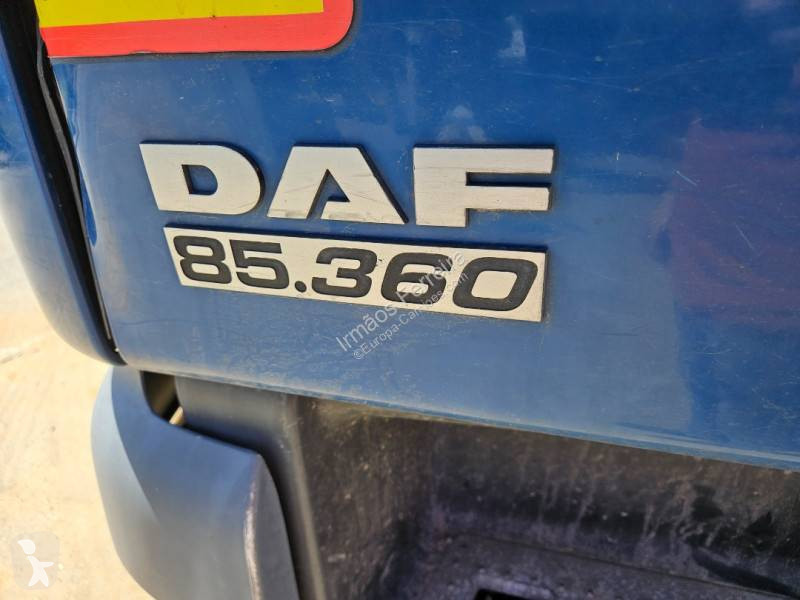 DAF
85.360
Irmãos Ferreira
©Europa-Camiões.com